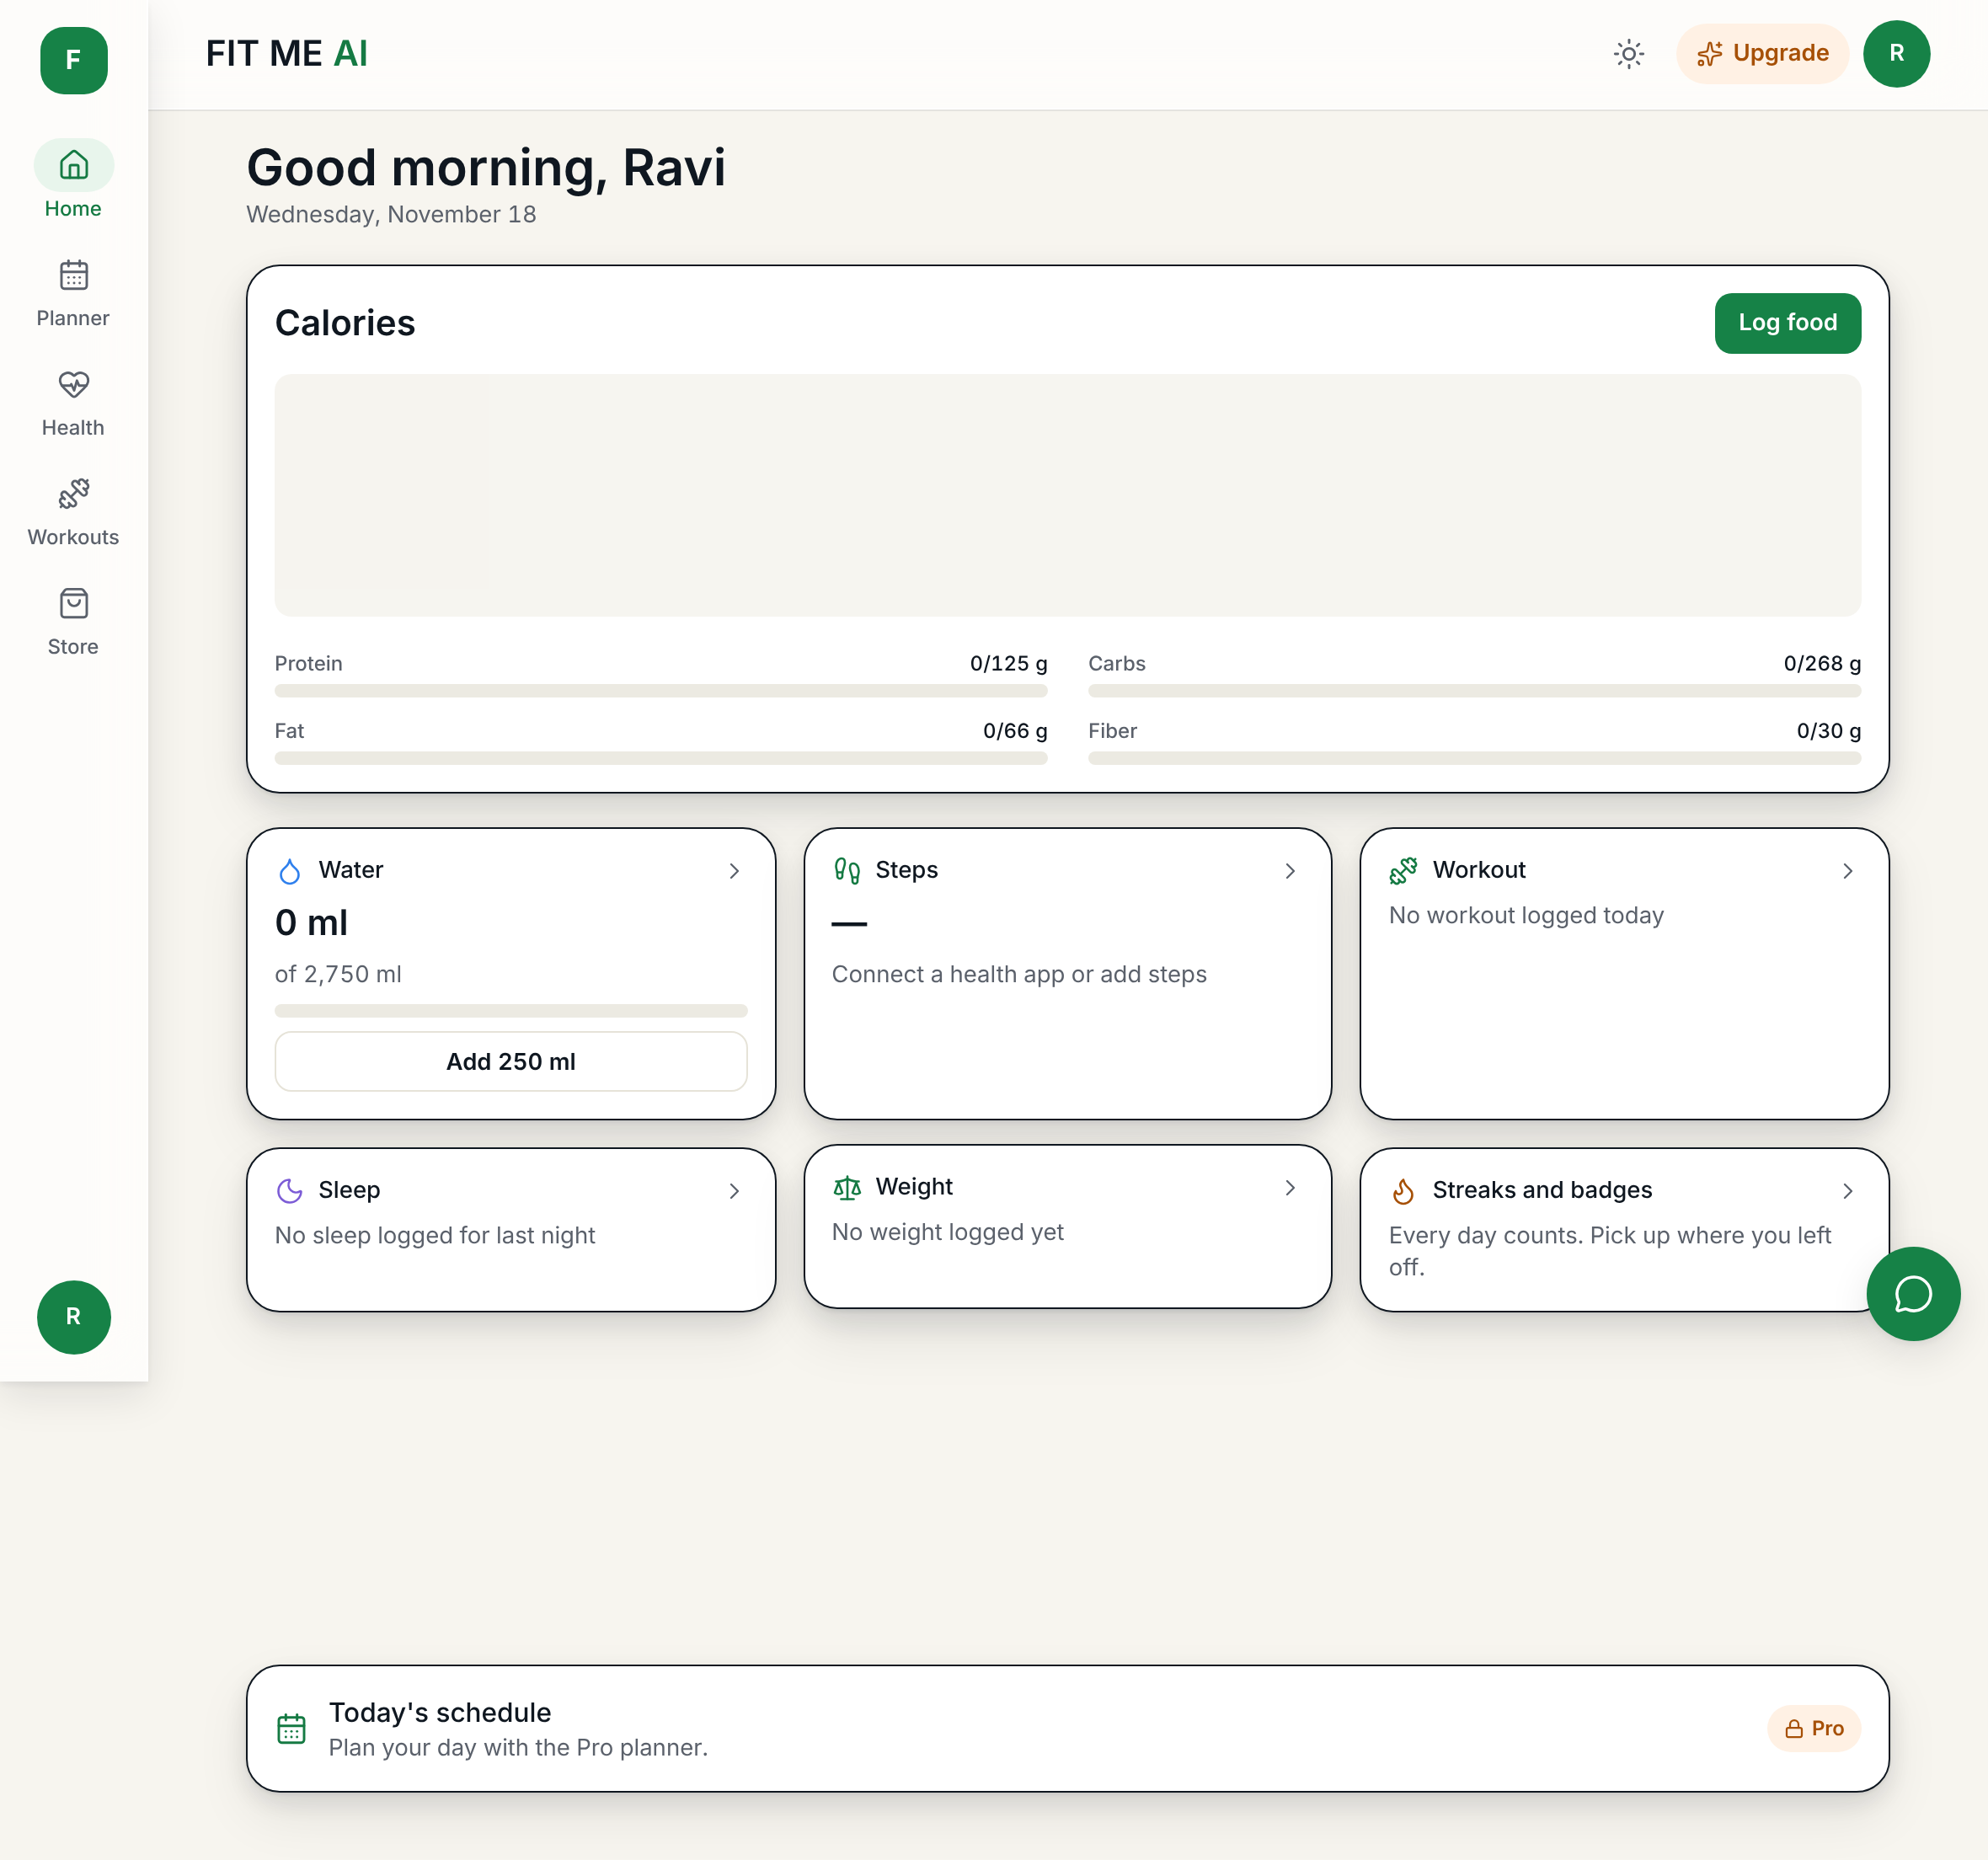 F
FIT ME AI
Upgrade
R
Home
Planner
Health
Workouts
Store
R
Good morning, Ravi
Wednesday, November 18
Calories
Log food
Protein
0/125 g
Carbs
0/268 g
Fat
0/66 g
Fiber
0/30 g
Water
0 ml
of 2,750 ml
Add 250 ml
Steps
—
Connect a health app or add steps
Workout
No workout logged today
Sleep
No sleep logged for last night
Weight
No weight logged yet
Streaks and badges
Every day counts. Pick up where you left
off.
Today's schedule
Plan your day with the Pro planner.
Pro